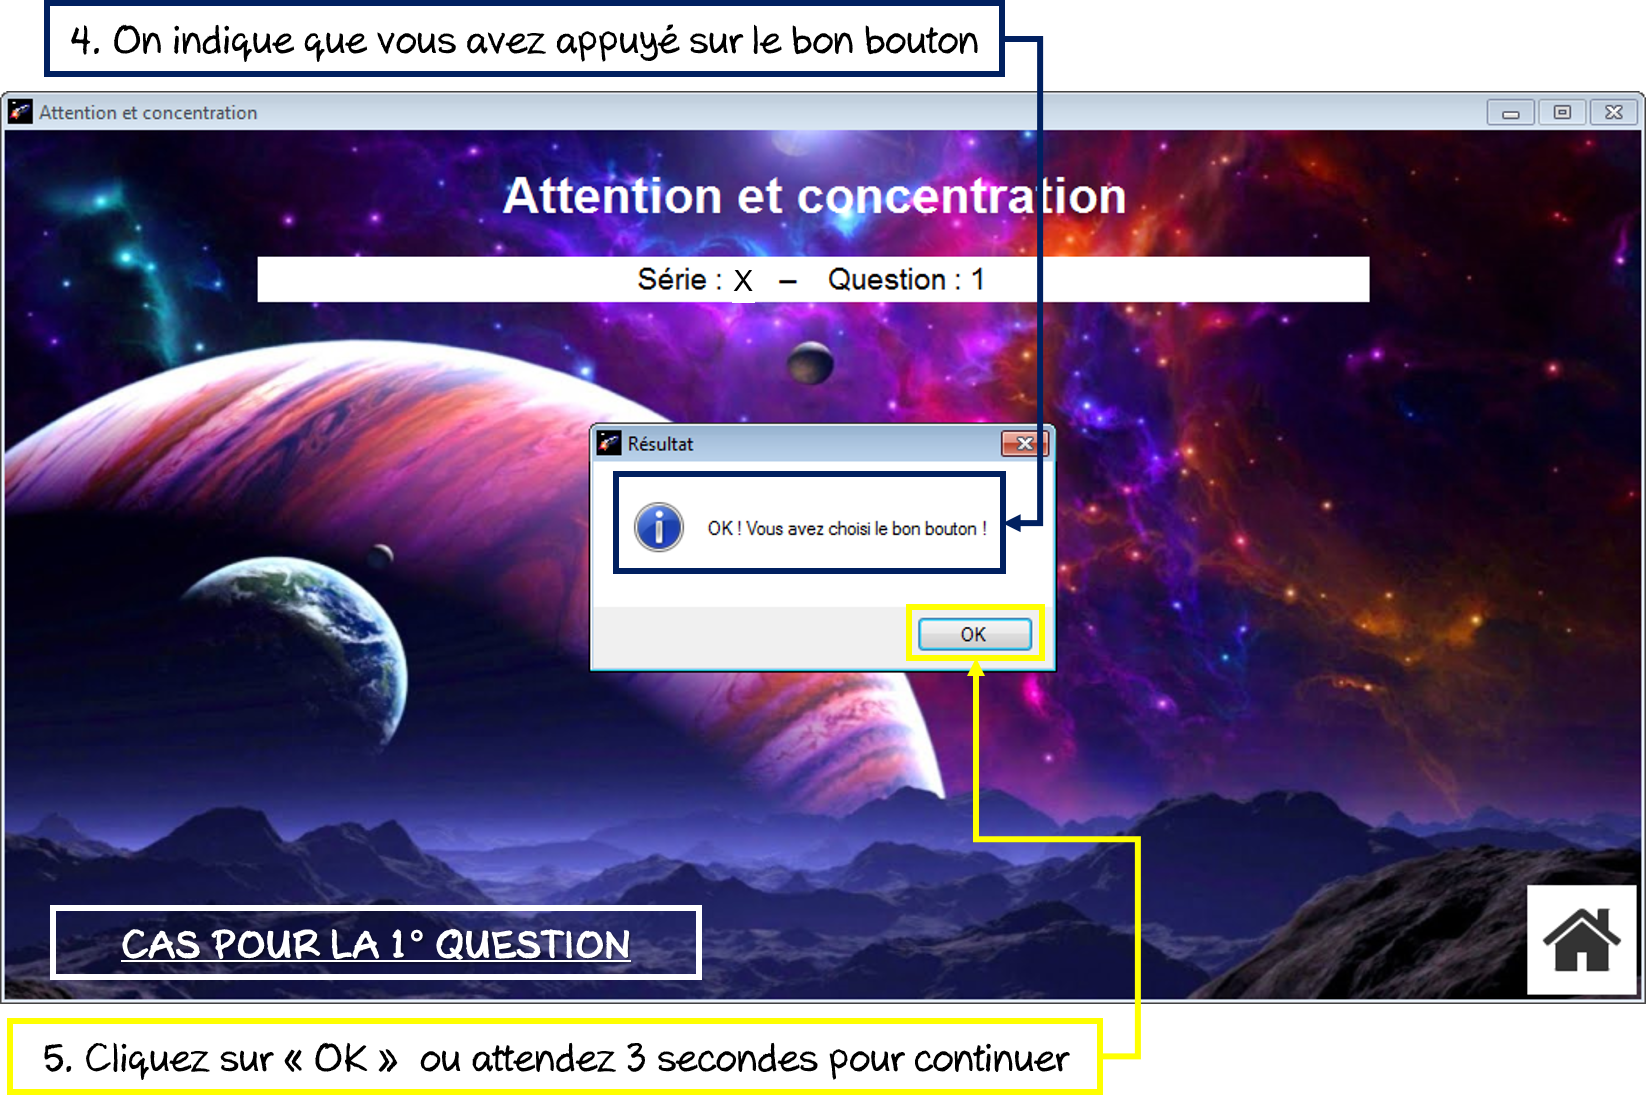 4. On indique que vous avez appuyé sur le bon bouton
Attention et concentration
Attention et concentration
Série : X – Question : 1
Résultat
OK ! Vous avez choisi le bon bouton !
OK
CAS POUR LA 1° QUESTION
5. Cliquez sur « OK » ou attendez 3 secondes pour continuer